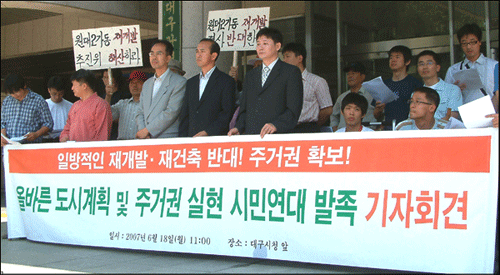 원대2가동 재개발
추진위 해산하라
원대2가동 재개발
결사반대한다
일방적인 재개발·재건축 반대! 주거권 확보!
올바른 도시계획 및 주거권 실현 시민연대 발족 기자회견
일시 : 2007년 6월 18일(월) 11:00 장소 : 대구시청 앞